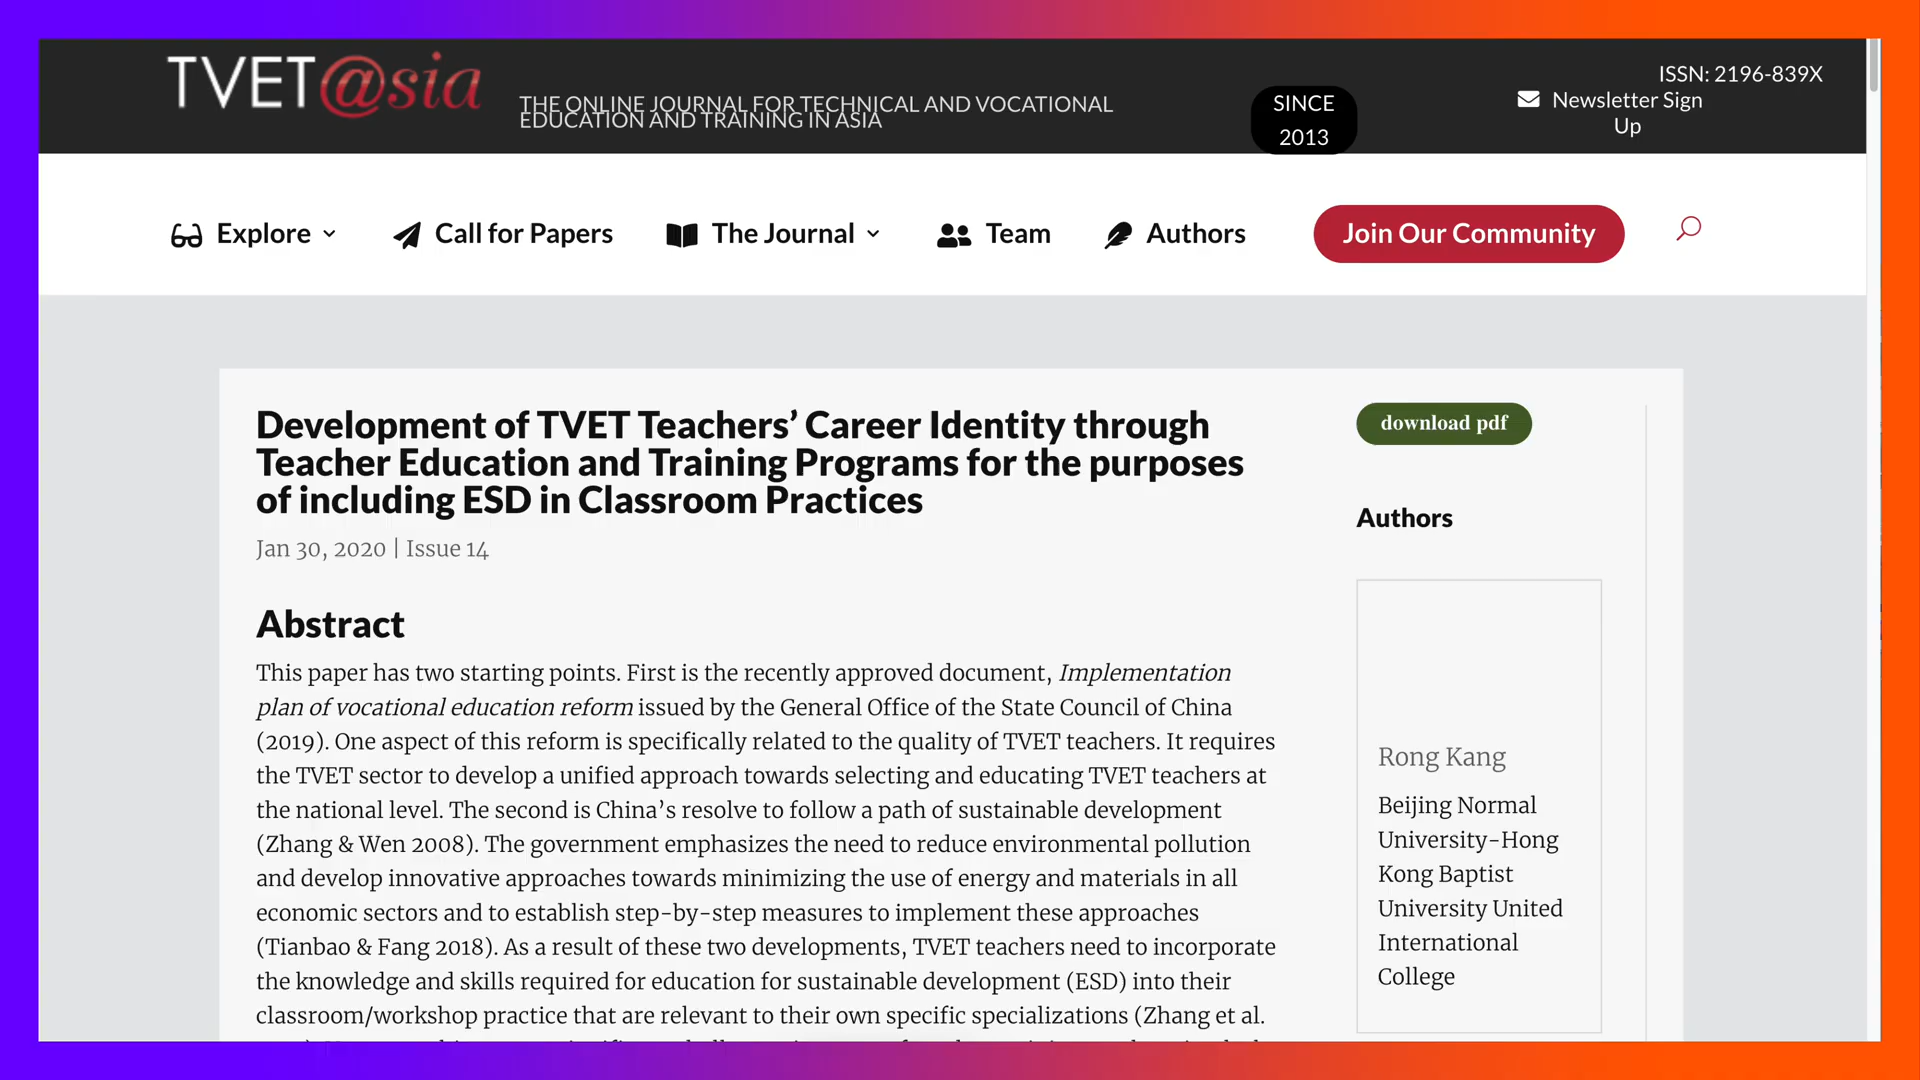 TVET@sia
THE ONLINE JOURNAL FOR TECHNICAL AND VOCATIONAL
EDUCATION AND TRAINING IN ASIA
SINCE
2013
ISSN: 2196-839X
Newsletter Sign
Up
Explore
Call for Papers
The Journal
Team
Authors
Join Our Community
Development of TVET Teachers’ Career Identity through
Teacher Education and Training Programs for the purposes
of including ESD in Classroom Practices
Jan 30, 2020 | Issue 14
Abstract
This paper has two starting points. First is the recently approved document, Implementation
plan of vocational education reform issued by the General Office of the State Council of China
(2019). One aspect of this reform is specifically related to the quality of TVET teachers. It requires
the TVET sector to develop a unified approach towards selecting and educating TVET teachers at
the national level. The second is China’s resolve to follow a path of sustainable development
(Zhang & Wen 2008). The government emphasizes the need to reduce environmental pollution
and develop innovative approaches towards minimizing the use of energy and materials in all
economic sectors and to establish step-by-step measures to implement these approaches
(Tianbao & Fang 2018). As a result of these two developments, TVET teachers need to incorporate
the knowledge and skills required for education for sustainable development (ESD) into their
classroom/workshop practice that are relevant to their own specific specializations (Zhang et al.
download pdf
Authors
Rong Kang
Beijing Normal
University-Hong
Kong Baptist
University United
International
College